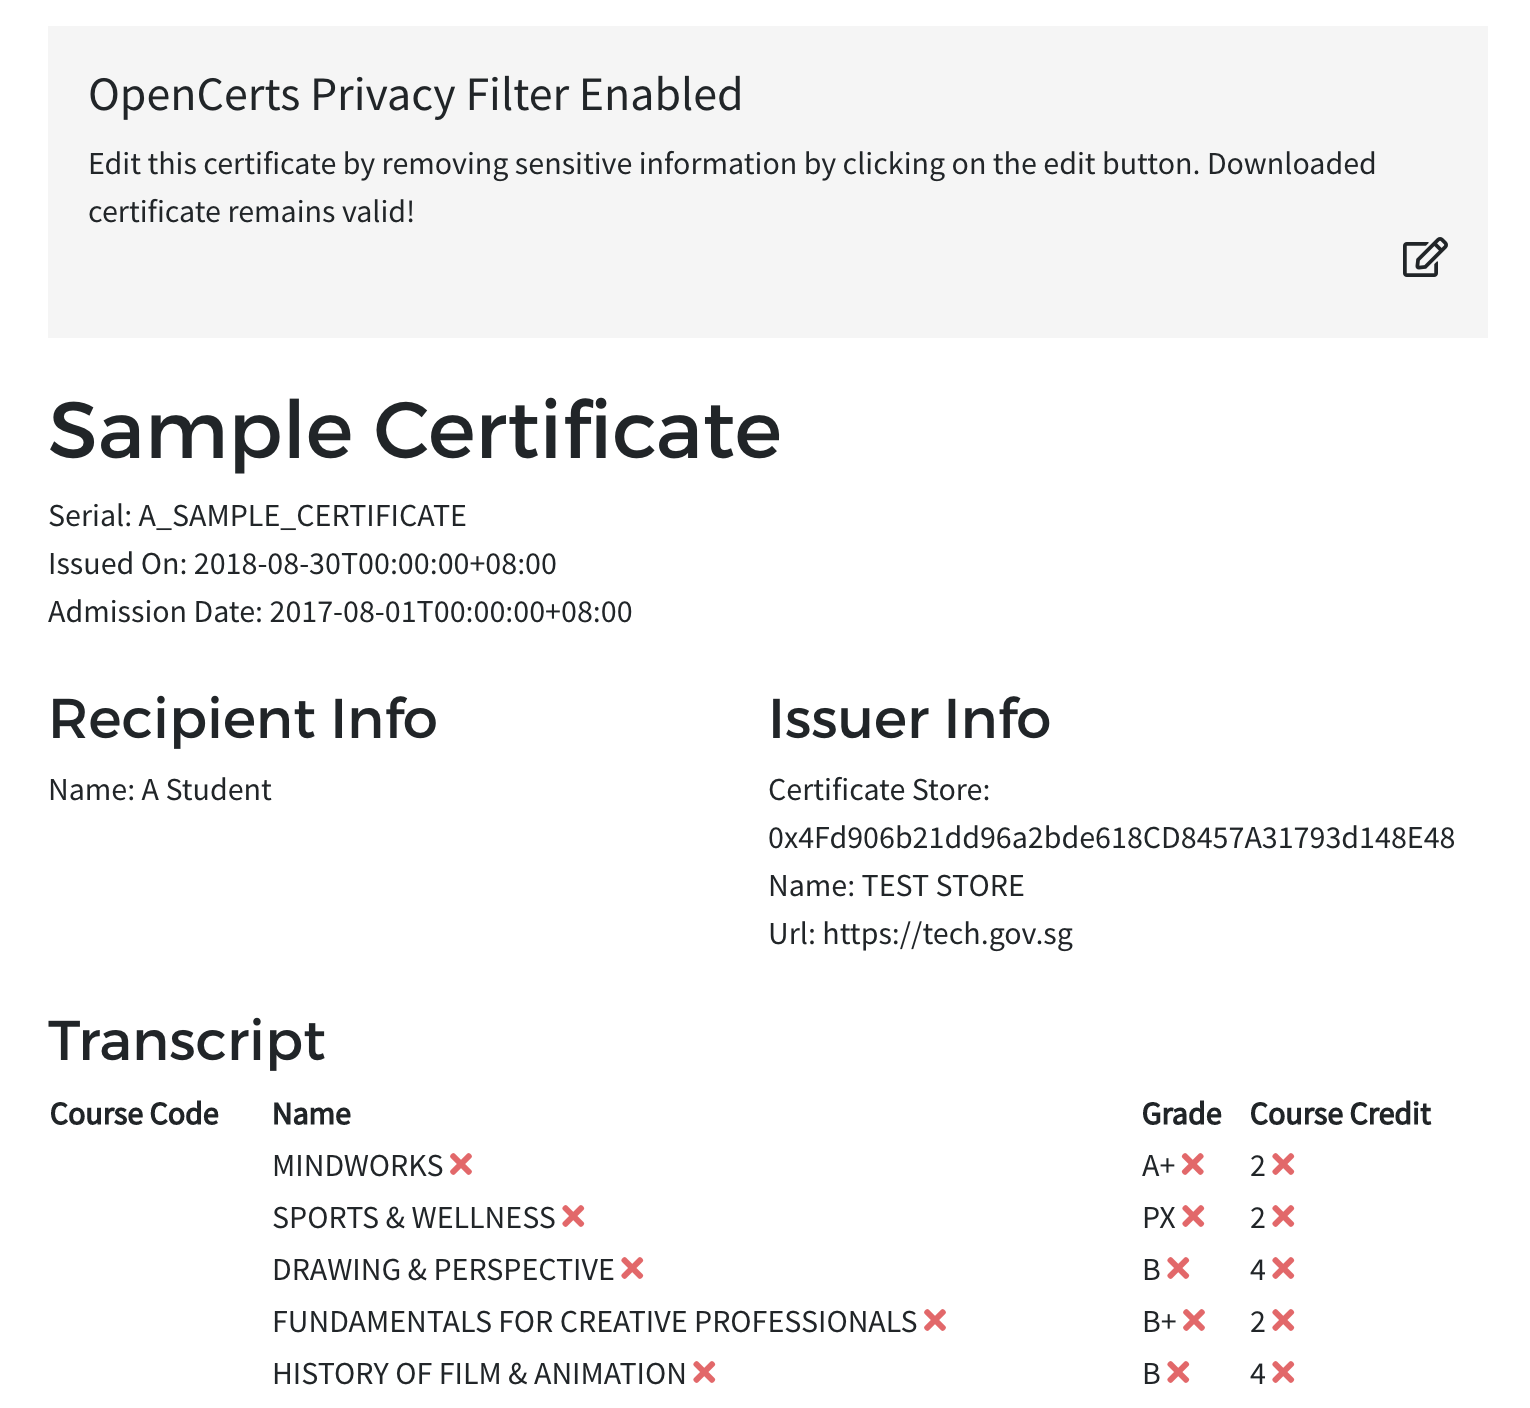 OpenCerts Privacy Filter Enabled
Edit this certificate by removing sensitive information by clicking on the edit button. Downloaded
certificate remains valid!
Sample Certificate
Serial: A_SAMPLE_CERTIFICATE
Issued On: 2018-08-30T00:00:00+08:00
Admission Date: 2017-08-01T00:00:00+08:00
Recipient Info
Name: A Student
Issuer Info
Certificate Store:
0x4Fd906b21dd96a2bde618CD8457A31793d148E48
Name: TEST STORE
Url: https://tech.gov.sg
Transcript
Course Code Name Grade Course Credit
MINDWORKS A+ 2
SPORTS & WELLNESS PX 2
DRAWING & PERSPECTIVE B 4
FUNDAMENTALS FOR CREATIVE PROFESSIONALS B+ 2
HISTORY OF FILM & ANIMATION B 4